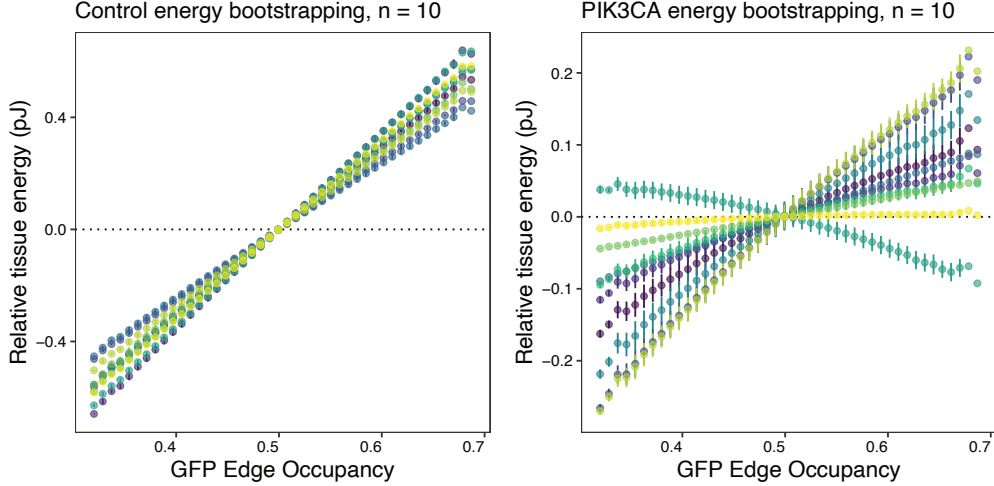 Control energy bootstrapping, n = 10
Relative tissue energy (pJ)
0.4
0.0
−0.4
0.4
0.5
0.6
0.7
GFP Edge Occupancy
PIK3CA energy bootstrapping, n = 10
Relative tissue energy (pJ)
0.2
0.1
0.0
−0.1
−0.2
0.4
0.5
0.6
0.7
GFP Edge Occupancy